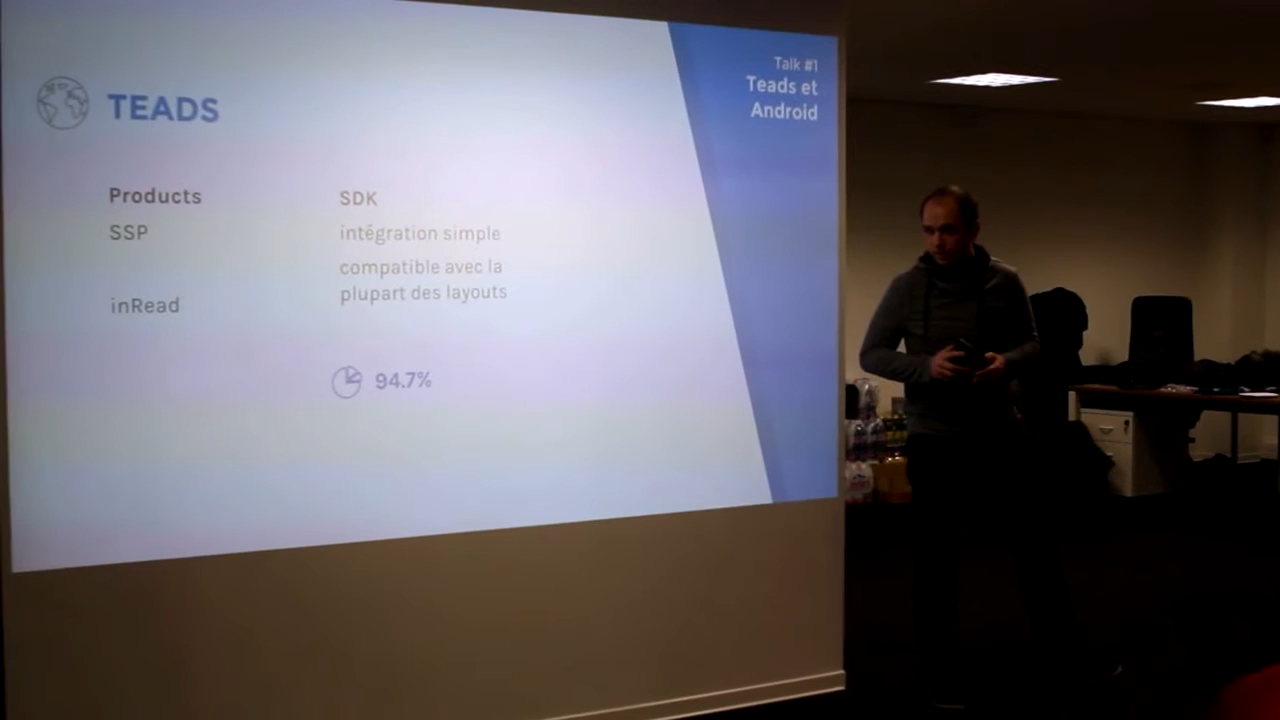 Talk #1
Teads et
Android
TEADS
Products
SSP
inRead
SDK
intégration simple
compatible avec la
plupart des layouts
94.7%